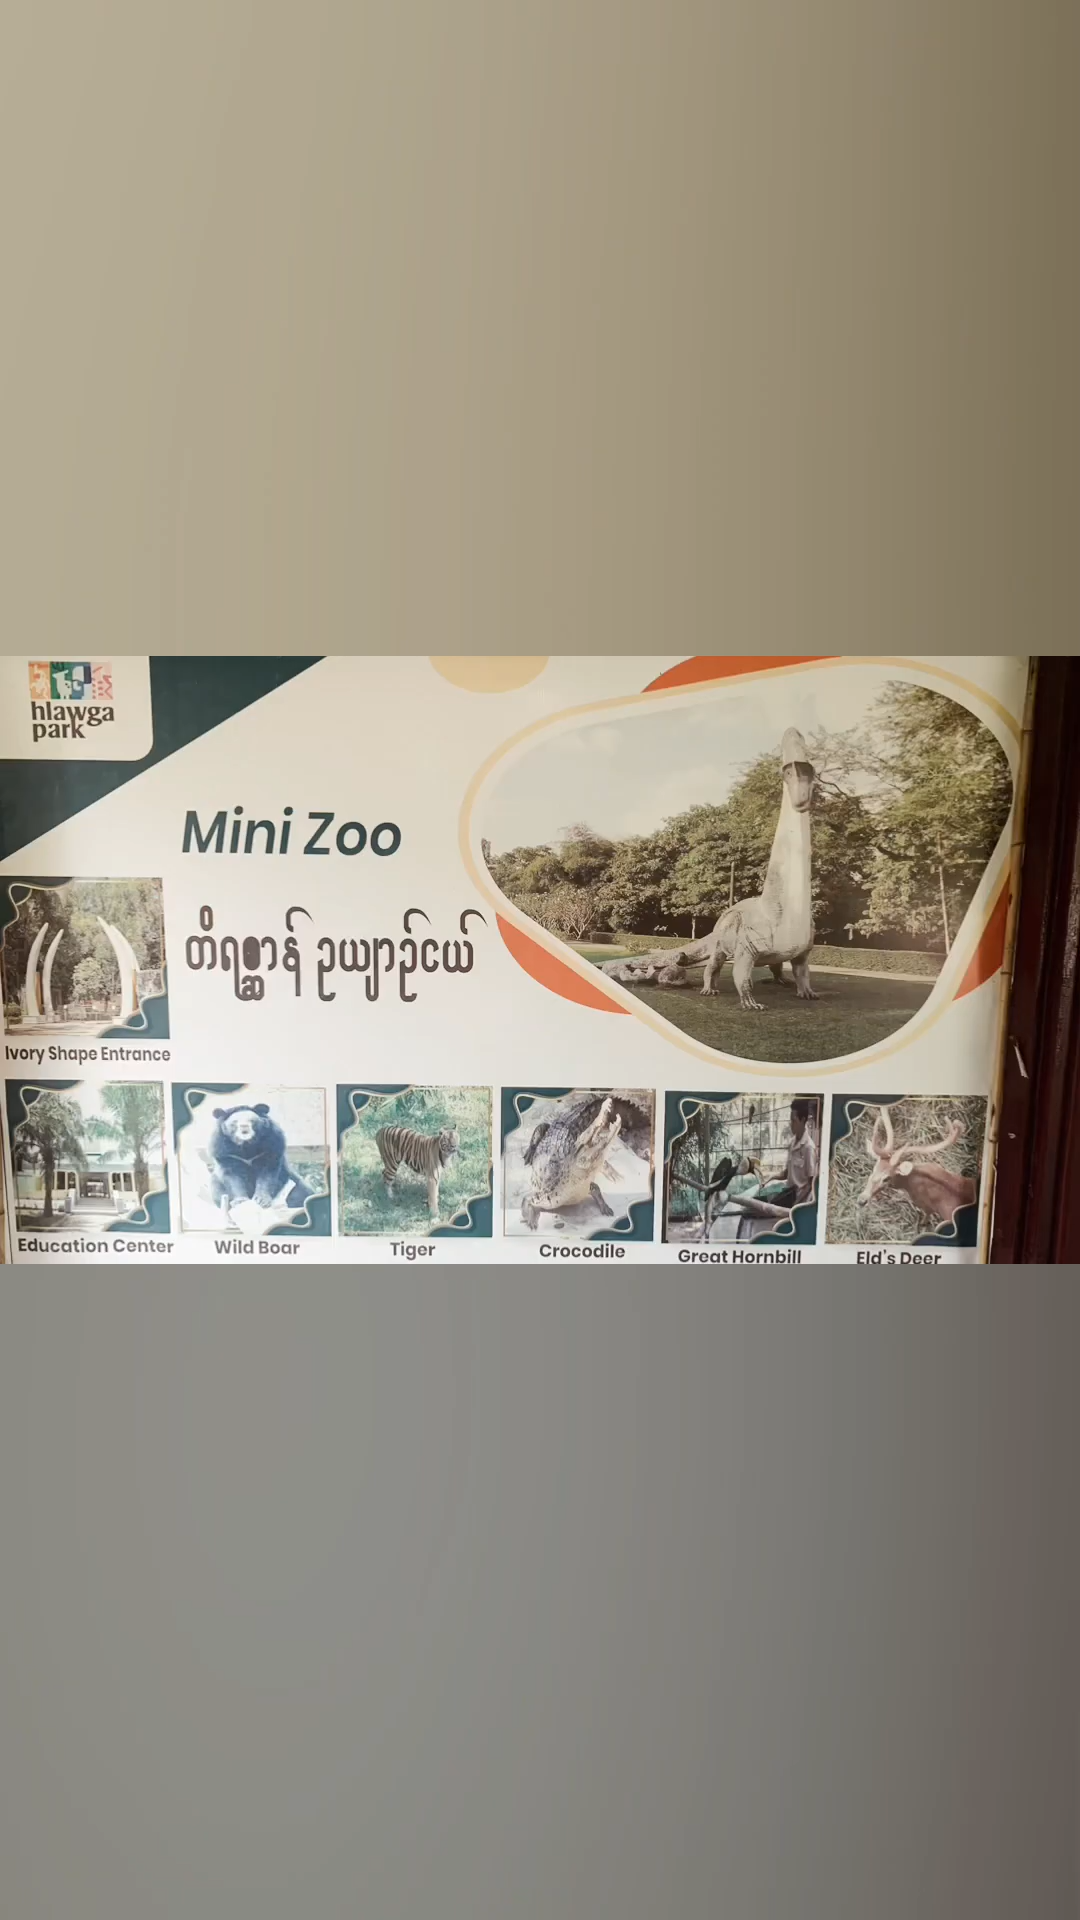 hlawga
park
Mini Zoo
တိရစ္ဆာန် ဥယျာဉ်ငယ်
Ivory Shape Entrance
Education Center
Wild Boar
Tiger
Crocodile
Great Hornbill
Eld's Deer